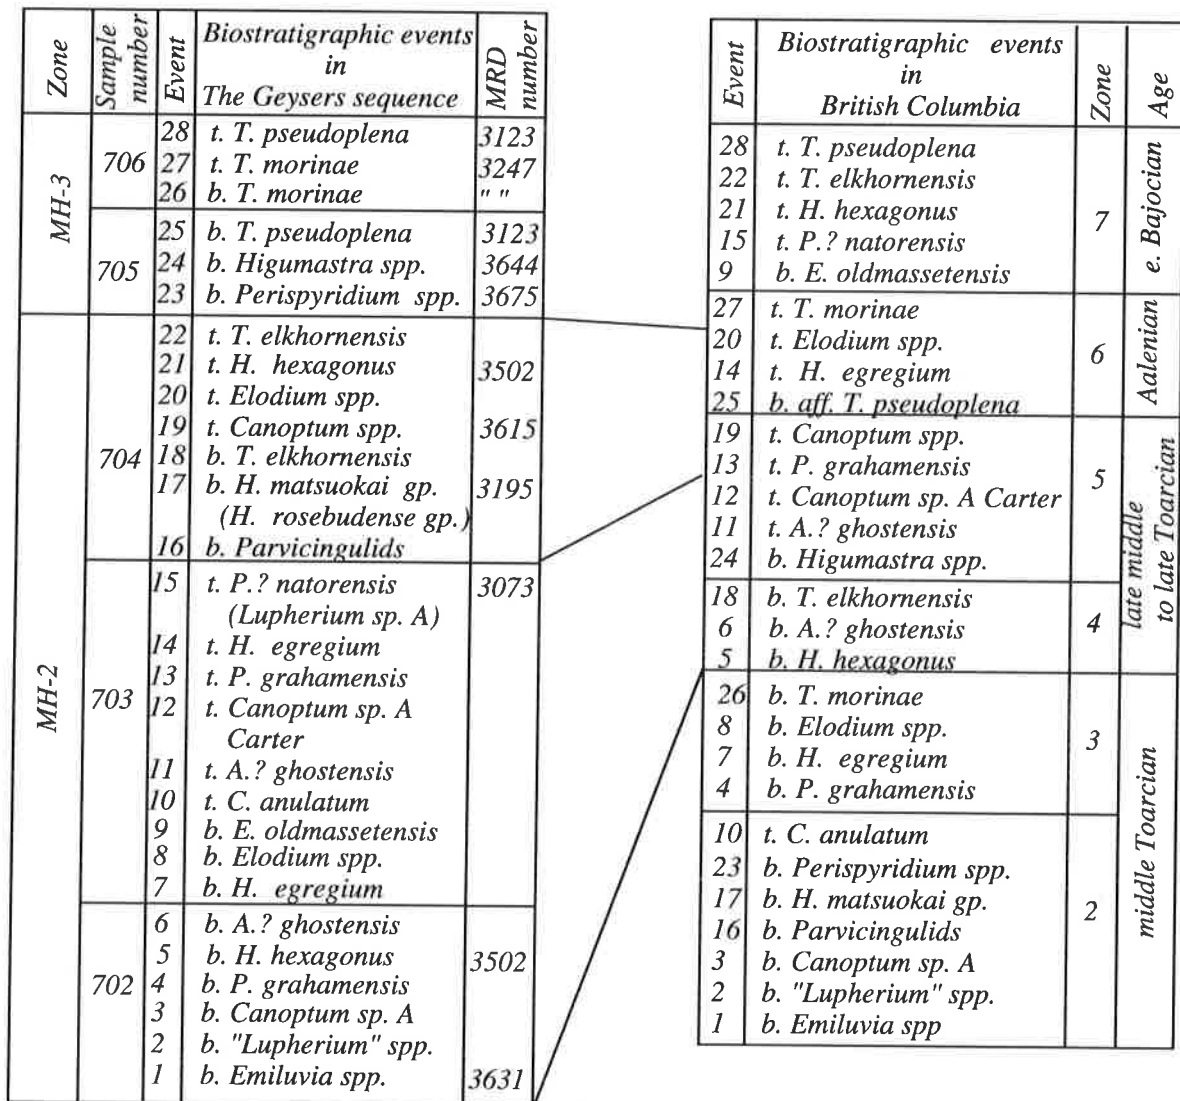 Zone
Sample number
Event
Biostratigraphic events
in
The Geysers sequence
MRD number
MH-3
706
28 t. T. pseudoplena 3123
27 t. T. morinae 3247
26 b. T. morinae " "
705
25 b. T. pseudoplena 3123
24 b. Higumastra spp. 3644
23 b. Perispyridium spp. 3675
MH-2
704
22 t. T. elkhornensis
21 t. H. hexagonus 3502
20 t. Elodium spp.
19 t. Canoptum spp. 3615
18 b. T. elkhornensis
17 b. H. matsuokai gp. 3195
(H. rosebudense gp.)
16 b. Parvicingulids
703
15 t. P.? natorensis 3073
(Lupherium sp. A)
14 t. H. egregium
13 t. P. grahamensis
12 t. Canoptum sp. A
Carter
11 t. A.? ghostensis
10 t. C. anulatum
9 b. E. oldmassetensis
8 b. Elodium spp.
7 b. H. egregium
702
6 b. A.? ghostensis
5 b. H. hexagonus 3502
4 b. P. grahamensis
3 b. Canoptum sp. A
2 b. "Lupherium" spp.
1 b. Emiluvia spp. 3631
Event
Biostratigraphic events
in
British Columbia
Zone
Age
28 t. T. pseudoplena
22 t. T. elkhornensis
21 t. H. hexagonus
15 t. P.? natorensis
9 b. E. oldmassetensis
7
e. Bajocian
27 t. T. morinae
20 t. Elodium spp.
14 t. H. egregium
25 b. aff. T. pseudoplena
6
Aalenian
19 t. Canoptum spp.
13 t. P. grahamensis
12 t. Canoptum sp. A Carter
11 t. A.? ghostensis
24 b. Higumastra spp.
5
late middle
to late Toarcian
18 b. T. elkhornensis
6 b. A.? ghostensis
5 b. H. hexagonus
4
26 b. T. morinae
8 b. Elodium spp.
7 b. H. egregium
4 b. P. grahamensis
3
middle Toarcian
10 t. C. anulatum
23 b. Perispyridium spp.
17 b. H. matsuokai gp.
16 b. Parvicingulids
3 b. Canoptum sp. A
2 b. "Lupherium" spp.
1 b. Emiluvia spp
2